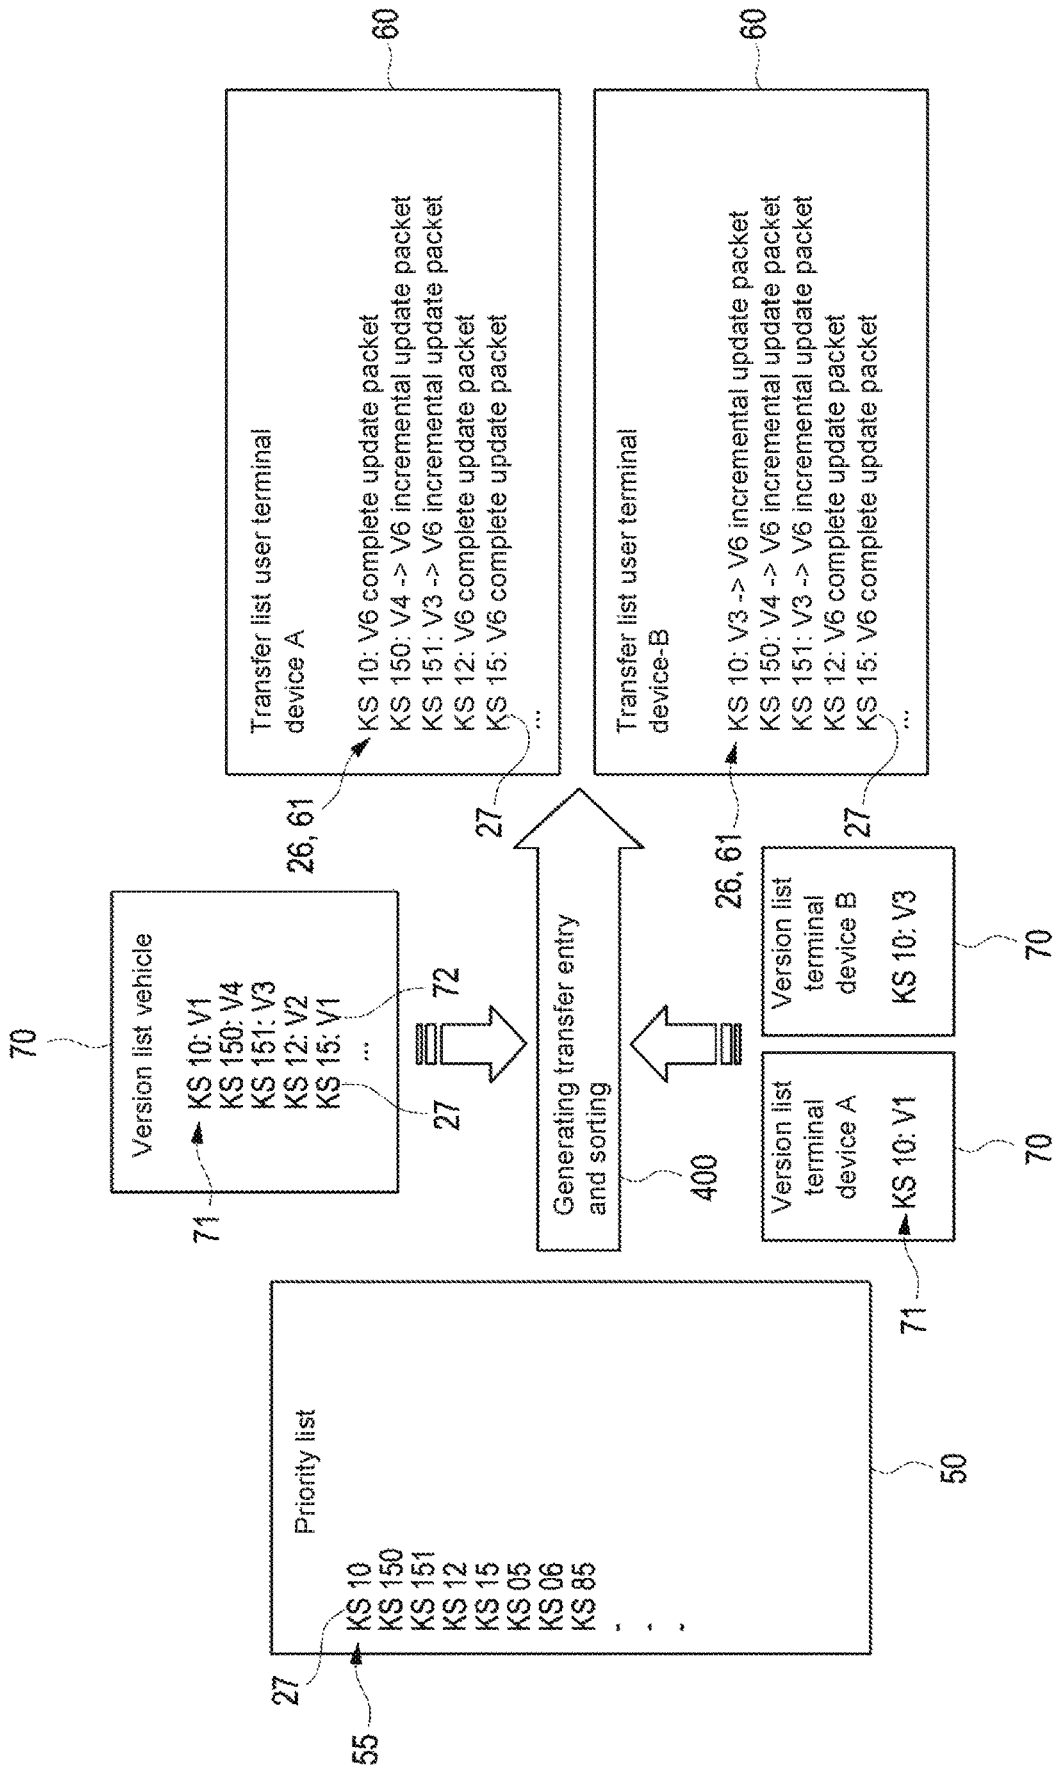 27
55
Priority list
KS 10
KS 150
KS 151
KS 12
KS 15
KS 05
KS 06
KS 85
.
.
.
50
70
Version list vehicle
71
KS 10: V1
KS 150: V4
KS 151: V3
KS 12: V2
KS 15: V1
...
27
72
Generating transfer entry
and sorting
400
Version list
terminal
device A
KS 10: V1
71
70
Version list
terminal
device B
KS 10: V3
70
60
Transfer list user terminal
device A
26, 61
KS 10: V6 complete update packet
KS 150: V4 --> V6 incremental update packet
KS 151: V3 --> V6 incremental update packet
KS 12: V6 complete update packet
KS 15: V6 complete update packet
...
27
60
Transfer list user terminal
device-B
26, 61
KS 10: V3 --> V6 incremental update packet
KS 150: V4 --> V6 incremental update packet
KS 151: V3 --> V6 incremental update packet
KS 12: V6 complete update packet
KS 15: V6 complete update packet
...
27